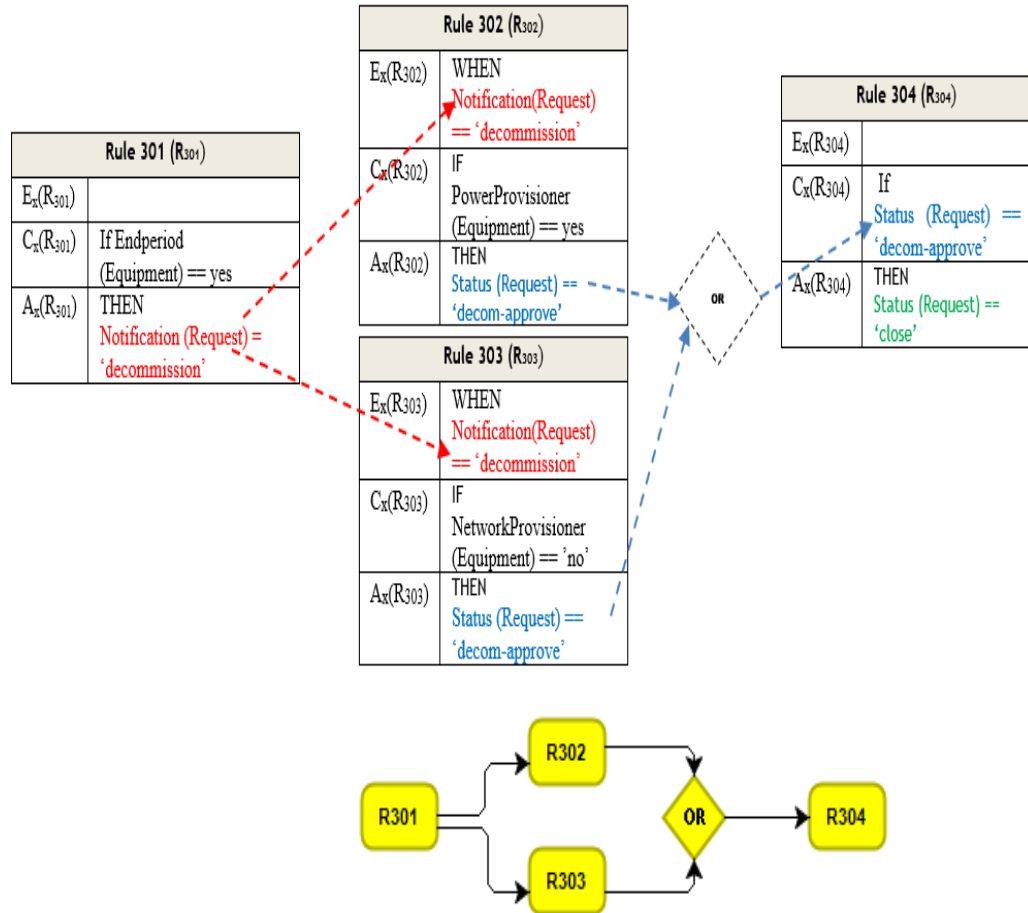 Rule 301 (R301)
Ex(R301)
Cx(R301)
If Endperiod
(Equipment) == yes
Ax(R301)
THEN
Notification (Request) =
‘decommission’
Rule 302 (R302)
Ex(R302)
WHEN
Notification(Request)
== ‘decommission’
Cx(R302)
IF
PowerProvisioner
(Equipment) == yes
Ax(R302)
THEN
Status (Request) ==
‘decom-approve’
Rule 303 (R303)
Ex(R303)
WHEN
Notification(Request)
== ‘decommission’
Cx(R303)
IF
NetworkProvisioner
(Equipment) == ’no’
Ax(R303)
THEN
Status (Request) ==
‘decom-approve’
OR
Rule 304 (R304)
Ex(R304)
Cx(R304)
If
Status (Request) ==
‘decom-approve’
Ax(R304)
THEN
Status (Request) ==
‘close’
R301
R302
R303
OR
R304